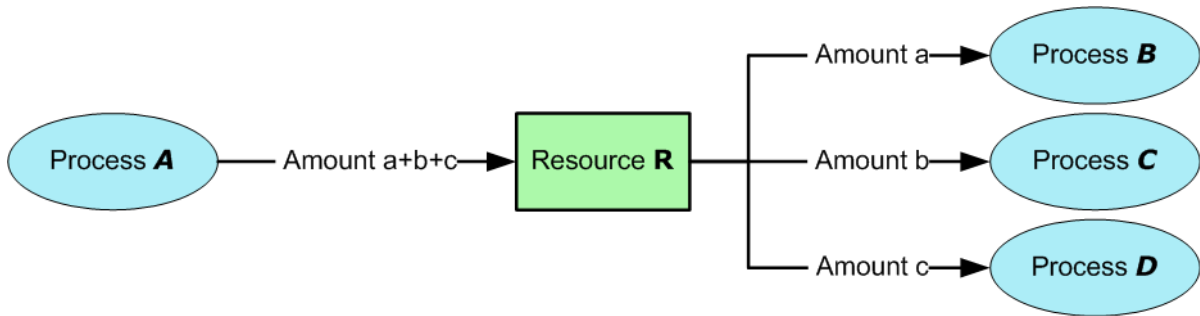 Process A
Amount a+b+c
Resource R
Amount a
Process B
Amount b
Process C
Amount c
Process D